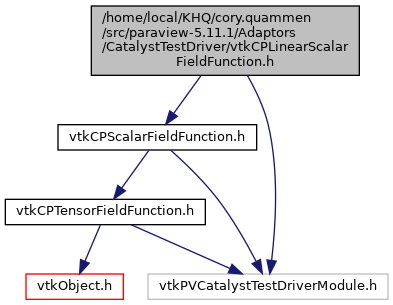 /home/local/KHQ/cory.quammen
/src/paraview-5.11.1/Adaptors
/CatalystTestDriver/vtkCPLinearScalar
FieldFunction.h
vtkCPScalarFieldFunction.h
vtkCPTensorFieldFunction.h
vtkObject.h
vtkPVCatalystTestDriverModule.h